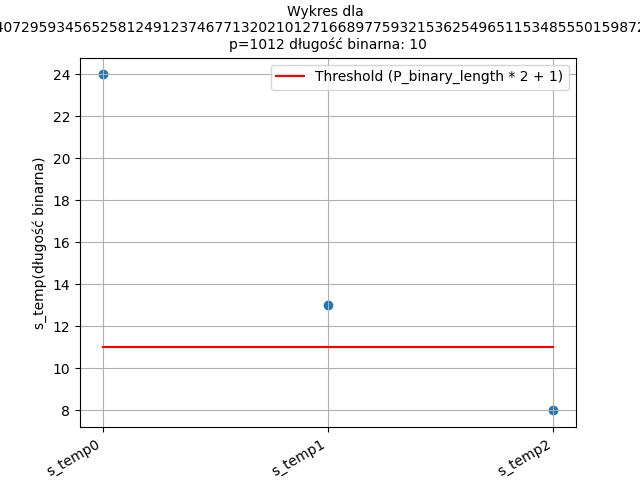 Wykres dla
40729593456525812491237467713202101271668977593215362549651153485550159872
p=1012 długość binarna: 10
24
22
20
18
16
14
12
10
8
s_temp(długość binarna)
Threshold (P_binary_length * 2 + 1)
s_temp0
s_temp1
s_temp2